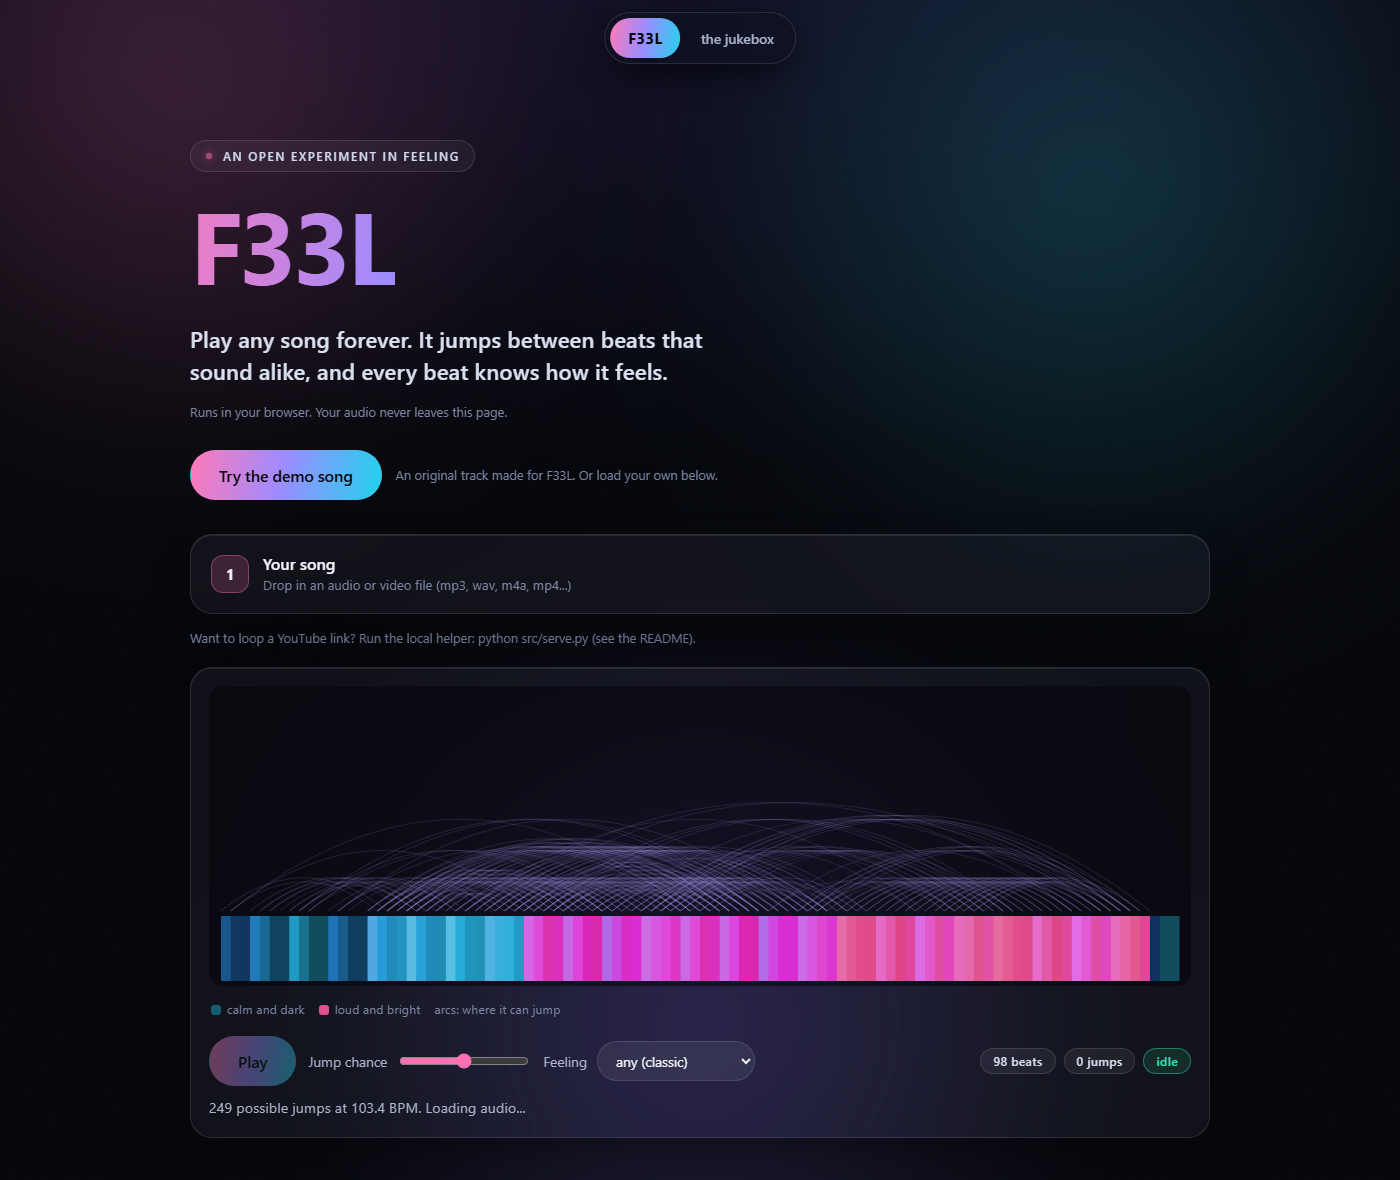 F33L
the jukebox
AN OPEN EXPERIMENT IN FEELING
F33L
Play any song forever. It jumps between beats that
sound alike, and every beat knows how it feels.
Runs in your browser. Your audio never leaves this page.
Try the demo song
An original track made for F33L. Or load your own below.
1
Your song
Drop in an audio or video file (mp3, wav, m4a, mp4...)
Want to loop a YouTube link? Run the local helper: python src/serve.py (see the README).
calm and dark
loud and bright
arcs: where it can jump
Play
Jump chance
Feeling
any (classic)
98 beats
0 jumps
idle
249 possible jumps at 103.4 BPM. Loading audio...